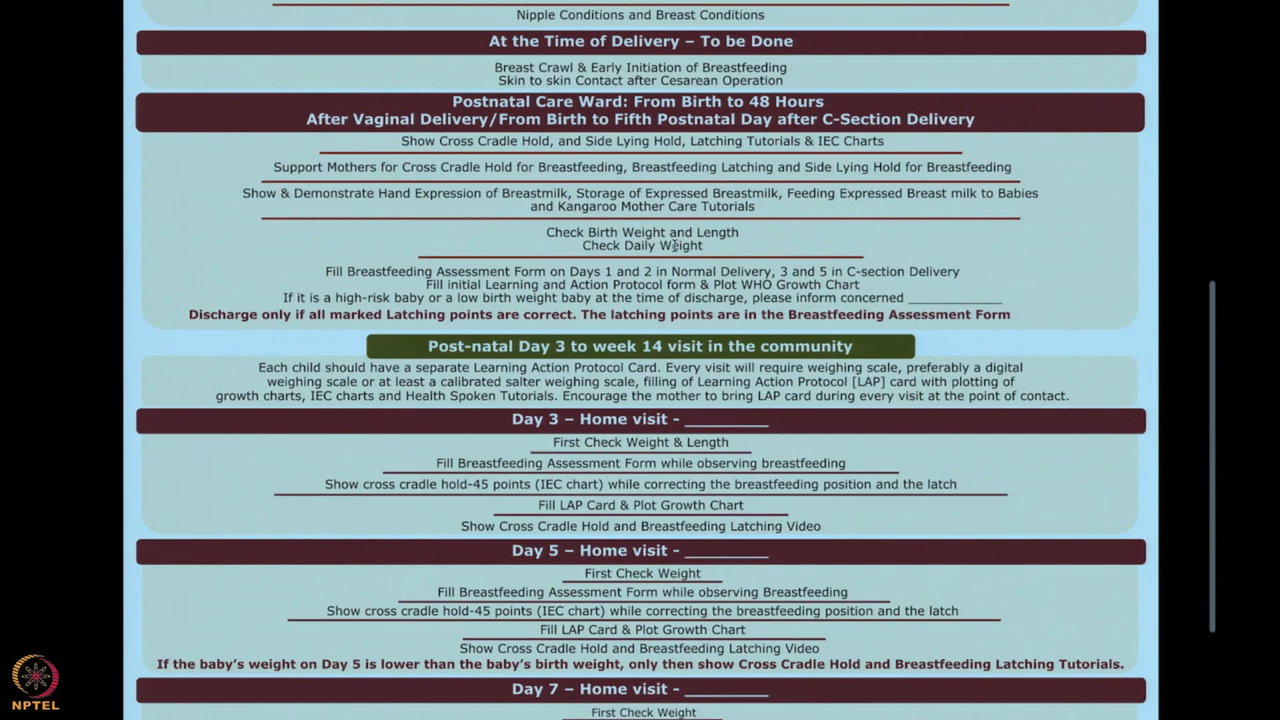 Nipple Conditions and Breast Conditions
At the Time of Delivery – To be Done
Breast Crawl & Early Initiation of Breastfeeding
Skin to skin Contact after Cesarean Operation
Postnatal Care Ward: From Birth to 48 Hours
After Vaginal Delivery/From Birth to Fifth Postnatal Day after C-Section Delivery
Show Cross Cradle Hold, and Side Lying Hold, Latching Tutorials & IEC Charts
Support Mothers for Cross Cradle Hold for Breastfeeding, Breastfeeding Latching and Side Lying Hold for Breastfeeding
Show & Demonstrate Hand Expression of Breastmilk, Storage of Expressed Breastmilk, Feeding Expressed Breast milk to Babies
and Kangaroo Mother Care Tutorials
Check Birth Weight and Length
Check Daily Weight
Fill Breastfeeding Assessment Form on Days 1 and 2 in Normal Delivery, 3 and 5 in C-section Delivery
Fill initial Learning and Action Protocol form & Plot WHO Growth Chart
If it is a high-risk baby or a low birth weight baby at the time of discharge, please inform concerned ______________
Discharge only if all marked Latching points are correct. The latching points are in the Breastfeeding Assessment Form
Post-natal Day 3 to week 14 visit in the community
Each child should have a separate Learning Action Protocol Card. Every visit will require weighing scale, preferably a digital
weighing scale or at least a calibrated salter weighing scale, filling of Learning Action Protocol [LAP] card with plotting of
growth charts, IEC charts and Health Spoken Tutorials. Encourage the mother to bring LAP card during every visit at the point of contact.
Day 3 – Home visit - _________
First Check Weight & Length
Fill Breastfeeding Assessment Form while observing breastfeeding
Show cross cradle hold-45 points (IEC chart) while correcting the breastfeeding position and the latch
Fill LAP Card & Plot Growth Chart
Show Cross Cradle Hold and Breastfeeding Latching Video
Day 5 – Home visit - _________
First Check Weight
Fill Breastfeeding Assessment Form while observing Breastfeeding
Show cross cradle hold-45 points (IEC chart) while correcting the breastfeeding position and the latch
Fill LAP Card & Plot Growth Chart
Show Cross Cradle Hold and Breastfeeding Latching Video
If the baby's weight on Day 5 is lower than the baby's birth weight, only then show Cross Cradle Hold and Breastfeeding Latching Tutorials.
Day 7 – Home visit - _________
First Check Weight
NPTEL